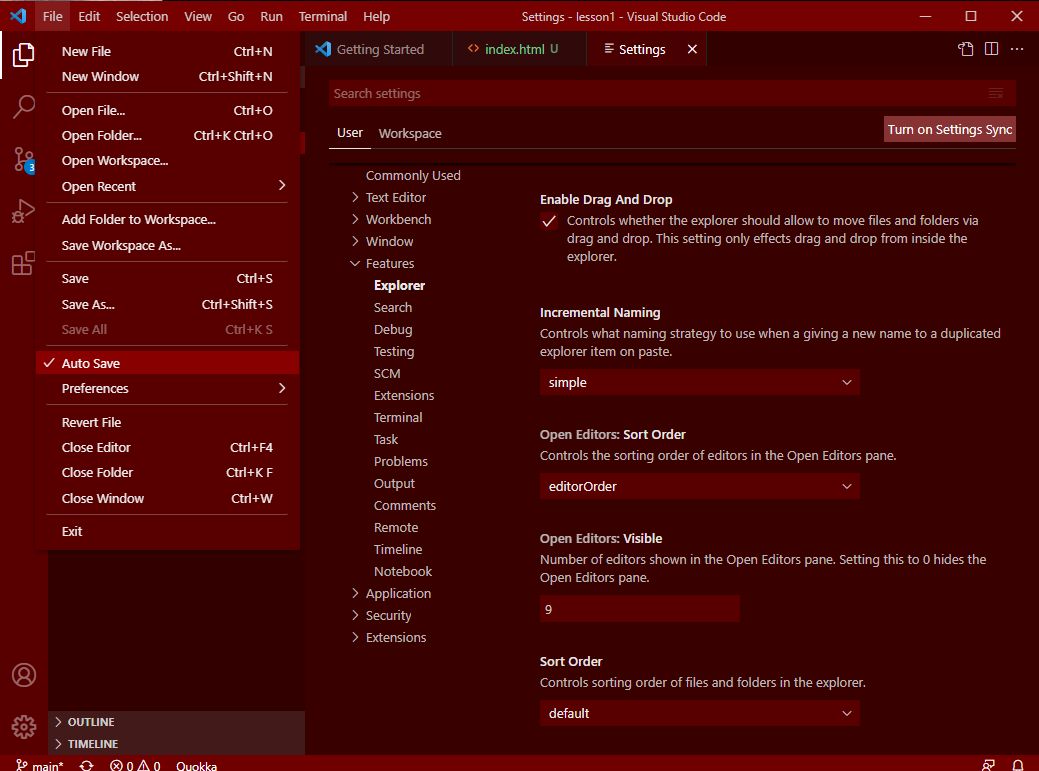 File Edit Selection View Go Run Terminal Help Settings - lesson1 - Visual Studio Code
New File Ctrl+N
New Window Ctrl+Shift+N
Open File... Ctrl+O
Open Folder... Ctrl+K Ctrl+O
Open Workspace...
Open Recent
Add Folder to Workspace...
Save Workspace As...
Save Ctrl+S
Save As... Ctrl+Shift+S
Save All Ctrl+K S
Auto Save
Preferences
Revert File
Close Editor Ctrl+F4
Close Folder Ctrl+K F
Close Window Ctrl+W
Exit
3
OUTLINE
TIMELINE
Getting Started index.html U Settings
Search settings
User Workspace
Turn on Settings Sync
Commonly Used
Text Editor
Workbench
Window
Features
Explorer
Search
Debug
Testing
SCM
Extensions
Terminal
Task
Problems
Output
Comments
Remote
Timeline
Notebook
Application
Security
Extensions
Enable Drag And Drop
Controls whether the explorer should allow to move files and folders via
drag and drop. This setting only effects drag and drop from inside the
explorer.
Incremental Naming
Controls what naming strategy to use when a giving a new name to a duplicated
explorer item on paste.
simple
Open Editors: Sort Order
Controls the sorting order of editors in the Open Editors pane.
editorOrder
Open Editors: Visible
Number of editors shown in the Open Editors pane. Setting this to 0 hides the
Open Editors pane.
9
Sort Order
Controls sorting order of files and folders in the explorer.
default
main* 0 0 Quokka